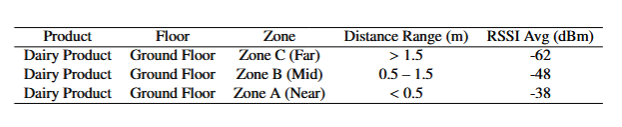 Product Floor Zone Distance Range (m) RSSI Avg (dBm)
Dairy Product Ground Floor Zone C (Far) > 1.5 -62
Dairy Product Ground Floor Zone B (Mid) 0.5 – 1.5 -48
Dairy Product Ground Floor Zone A (Near) < 0.5 -38